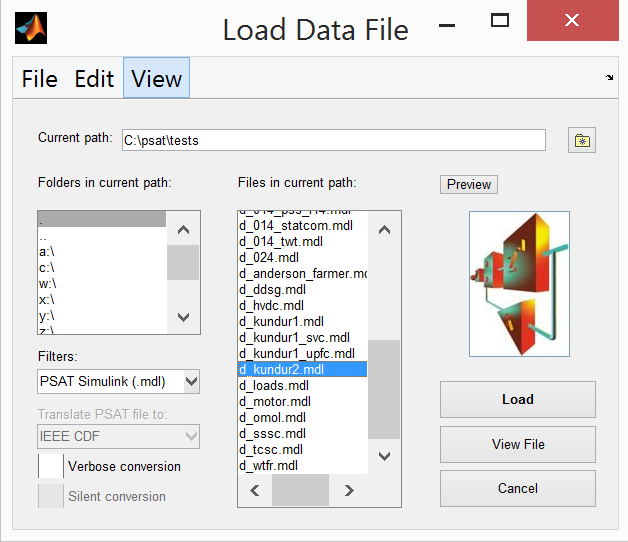 Load Data File
File Edit View
Current path: C:\psat\tests
Folders in current path:
.
..
a:\
c:\
w:\
x:\
y:\
z:\
Filters:
PSAT Simulink (.mdl)
Translate PSAT file to:
IEEE CDF
Verbose conversion
Silent conversion
Files in current path:
d_014_pss_l14.mdl
d_014_statcom.mdl
d_014_twt.mdl
d_024.mdl
d_anderson_farmer.md
d_ddsg.mdl
d_hvdc.mdl
d_kundur1.mdl
d_kundur1_svc.mdl
d_kundur1_upfc.mdl
d_kundur2.mdl
d_loads.mdl
d_motor.mdl
d_omol.mdl
d_sssc.mdl
d_tcsc.mdl
d_wtfr.mdl
Preview
Load
View File
Cancel